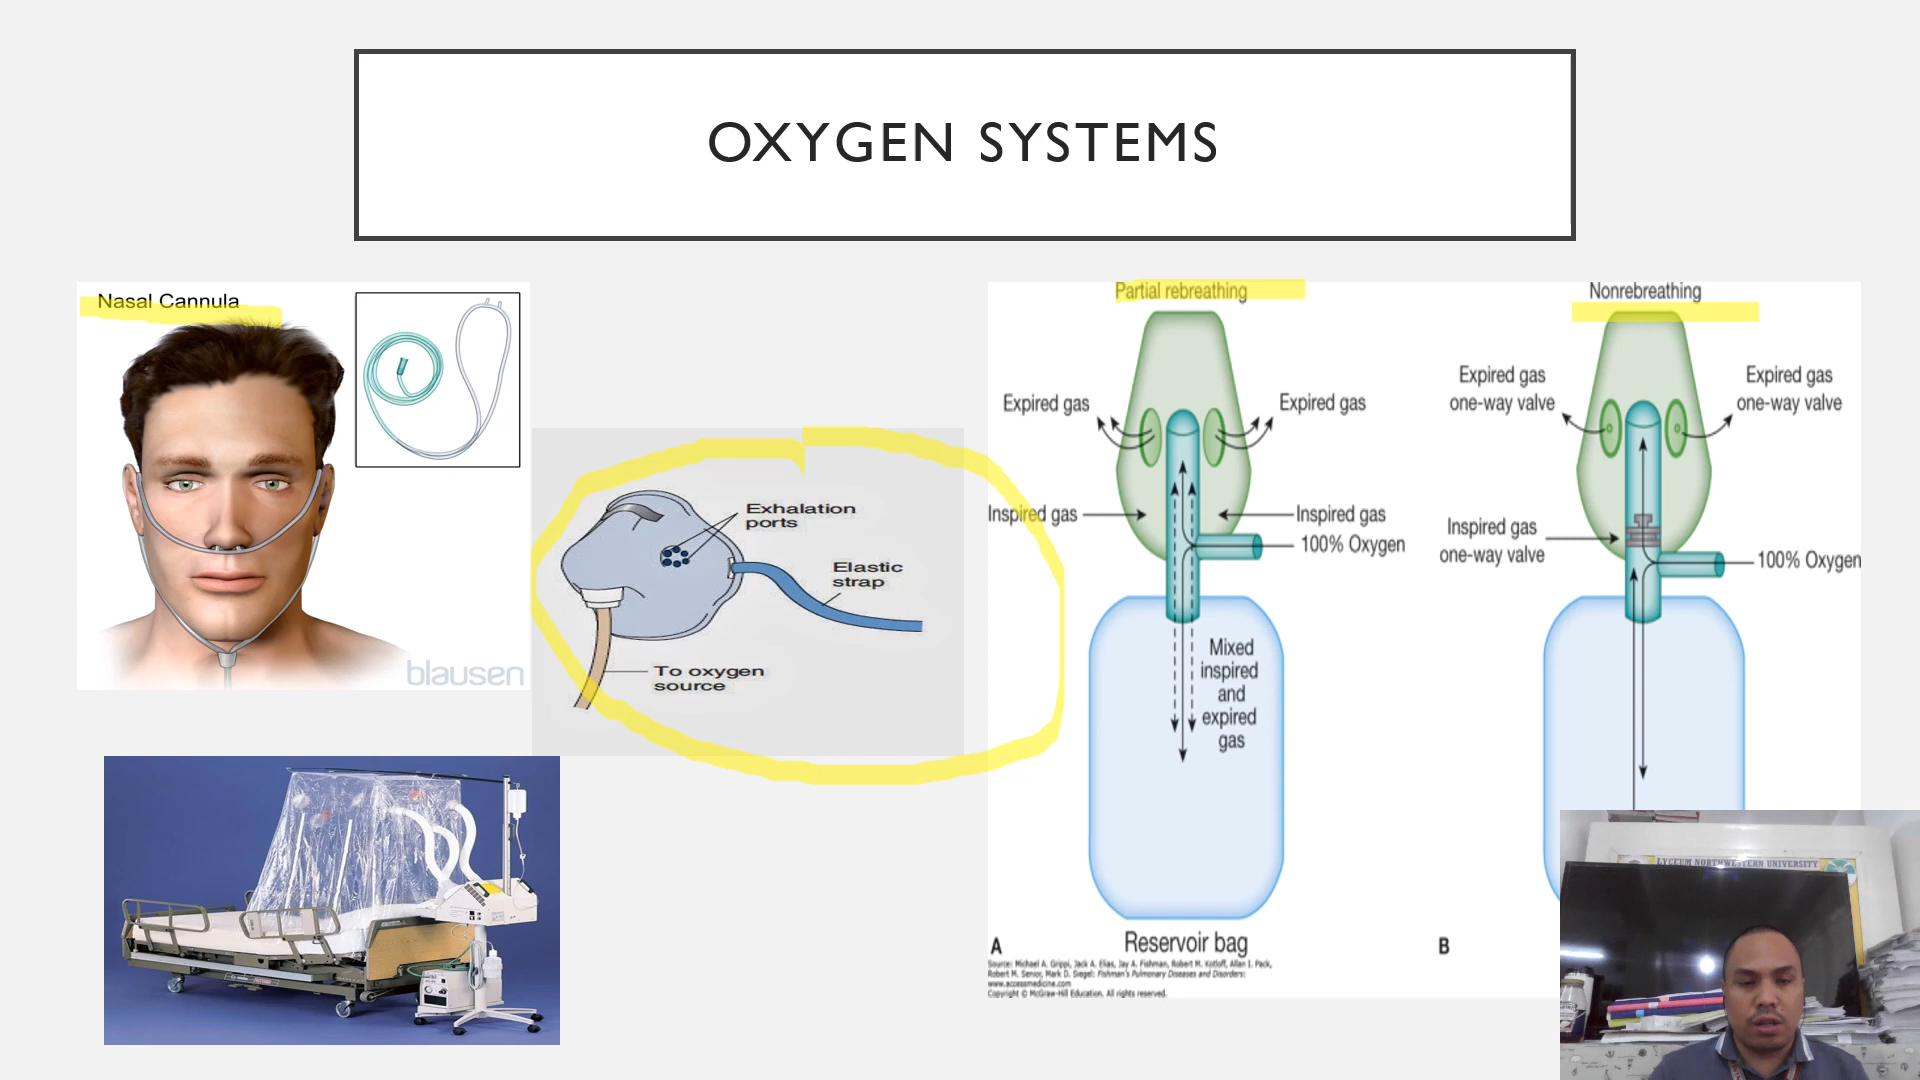 OXYGEN SYSTEMS
Nasal Cannula
blausen
Exhalation
ports
Elastic
strap
To oxygen
source
Partial rebreathing
Expired gas
Expired gas
Inspired gas
Inspired gas
100% Oxygen
Mixed
inspired
and
expired
gas
Reservoir bag
A
Source: Michael A. Grippi, Jack A. Elias, Jay A. Fishman, Robert M. Kotloff, Allan I. Pack,
Robert M. Senior, Mark D. Siegel: Fishman's Pulmonary Diseases and Disorders:
www.accessmedicine.com
Copyright © McGraw-Hill Education. All rights reserved.
Nonrebreathing
Expired gas
one-way valve
Expired gas
one-way valve
Inspired gas
one-way valve
100% Oxygen
B
LYCEUM NORTHWESTERN UNIVERSITY